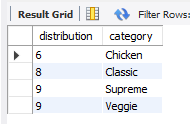 Result Grid Filter Rows:
distribution category
6 Chicken
8 Classic
9 Supreme
9 Veggie